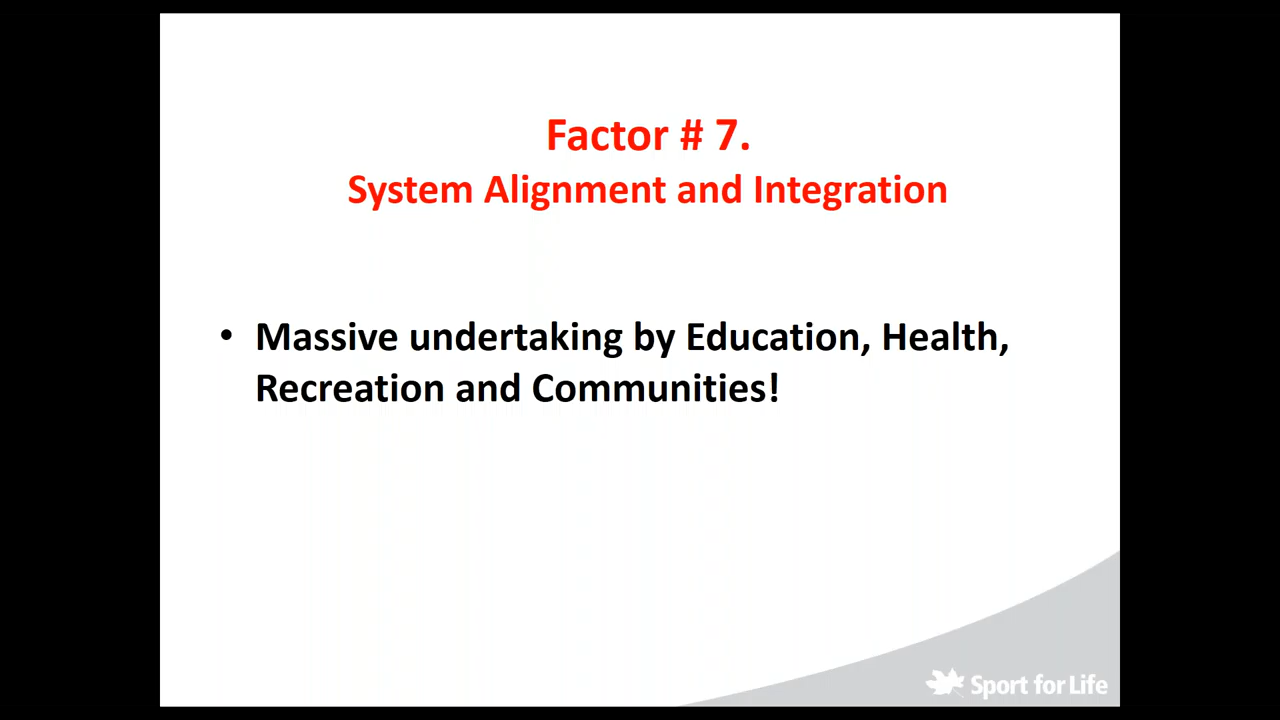 Factor # 7.
System Alignment and Integration
• Massive undertaking by Education, Health,
Recreation and Communities!
Sport for Life